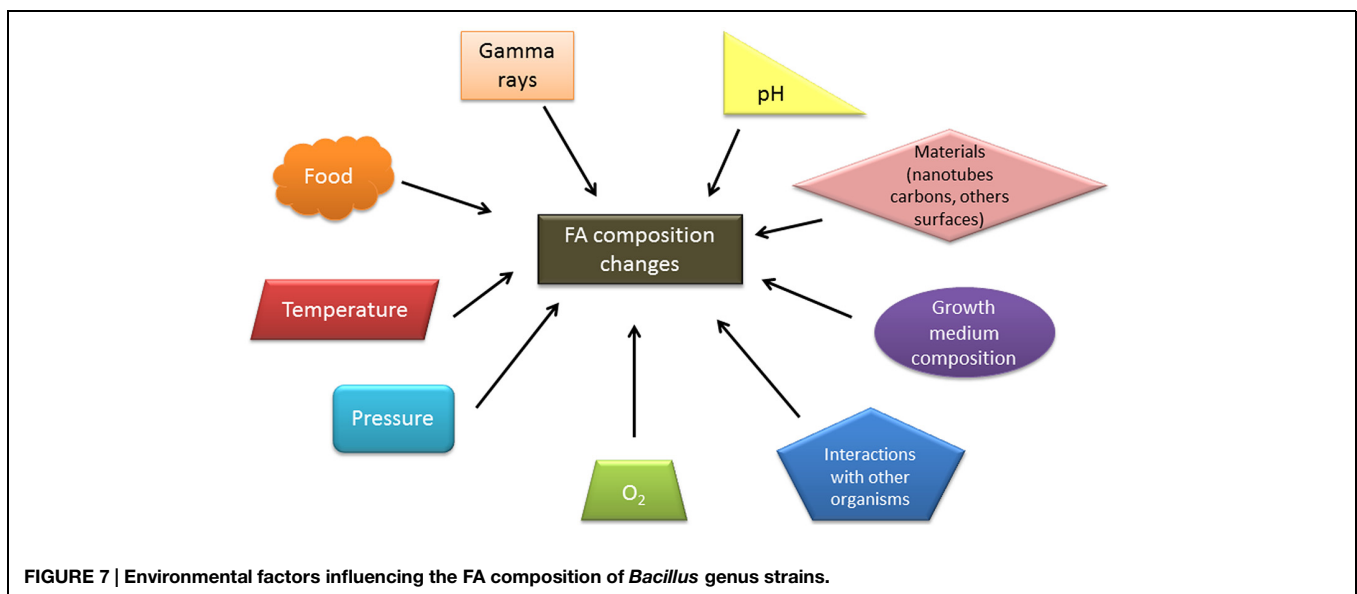 Gamma
rays
pH
Food
Materials
(nanotubes
carbons, others
surfaces)
FA composition
changes
Temperature
Growth
medium
composition
Pressure
Interactions
with other
organisms
O₂
FIGURE 7 | Environmental factors influencing the FA composition of Bacillus genus strains.